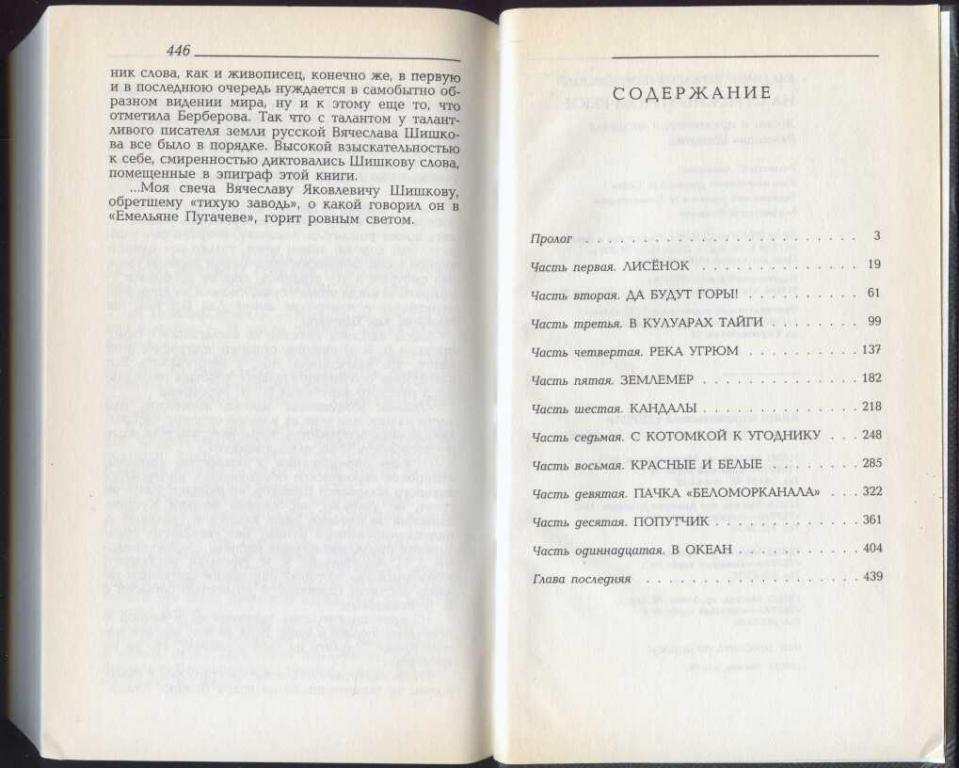 446
ник слова, как и живописец, конечно же, в первую
и в последнюю очередь нуждается в самобытно об-
разном видении мира, ну и к этому еще то, что
отметила Берберова. Так что с талантом у талант-
ливого писателя земли русской Вячеслава Шишко-
ва все было в порядке. Высокой взыскательностью
к себе, смиренностью диктовались Шишкову слова,
помещенные в эпиграф этой книги.
...Моя свеча Вячеславу Яковлевичу Шишкову,
обретшему «тихую заводь», о какой говорил он в
«Емельяне Пугачеве», горит ровным светом.
СОДЕРЖАНИЕ
Пролог . . . . . . . . . . . . . . . . . . . . . . . 3
Часть первая. ЛИСЁНОК . . . . . . . . . . . . . 19
Часть вторая. ДА БУДУТ ГОРЫ! . . . . . . . . . 61
Часть третья. В КУЛУАРАХ ТАЙГИ . . . . . . . 99
Часть четвертая. РЕКА УГРЮМ . . . . . . . . . 137
Часть пятая. ЗЕМЛЕМЕР . . . . . . . . . . . . . 182
Часть шестая. КАНДАЛЫ . . . . . . . . . . . . . 218
Часть седьмая. С КОТОМКОЙ К УГОДНИКУ . . . 248
Часть восьмая. КРАСНЫЕ И БЕЛЫЕ . . . . . . . . 285
Часть девятая. ПАЧКА «БЕЛОМОРКАНАЛА» . . . 322
Часть десятая. ПОПУТЧИК . . . . . . . . . . . . 361
Часть одиннадцатая. В ОКЕАН . . . . . . . . . . 404
Глава последняя . . . . . . . . . . . . . . . . . 439